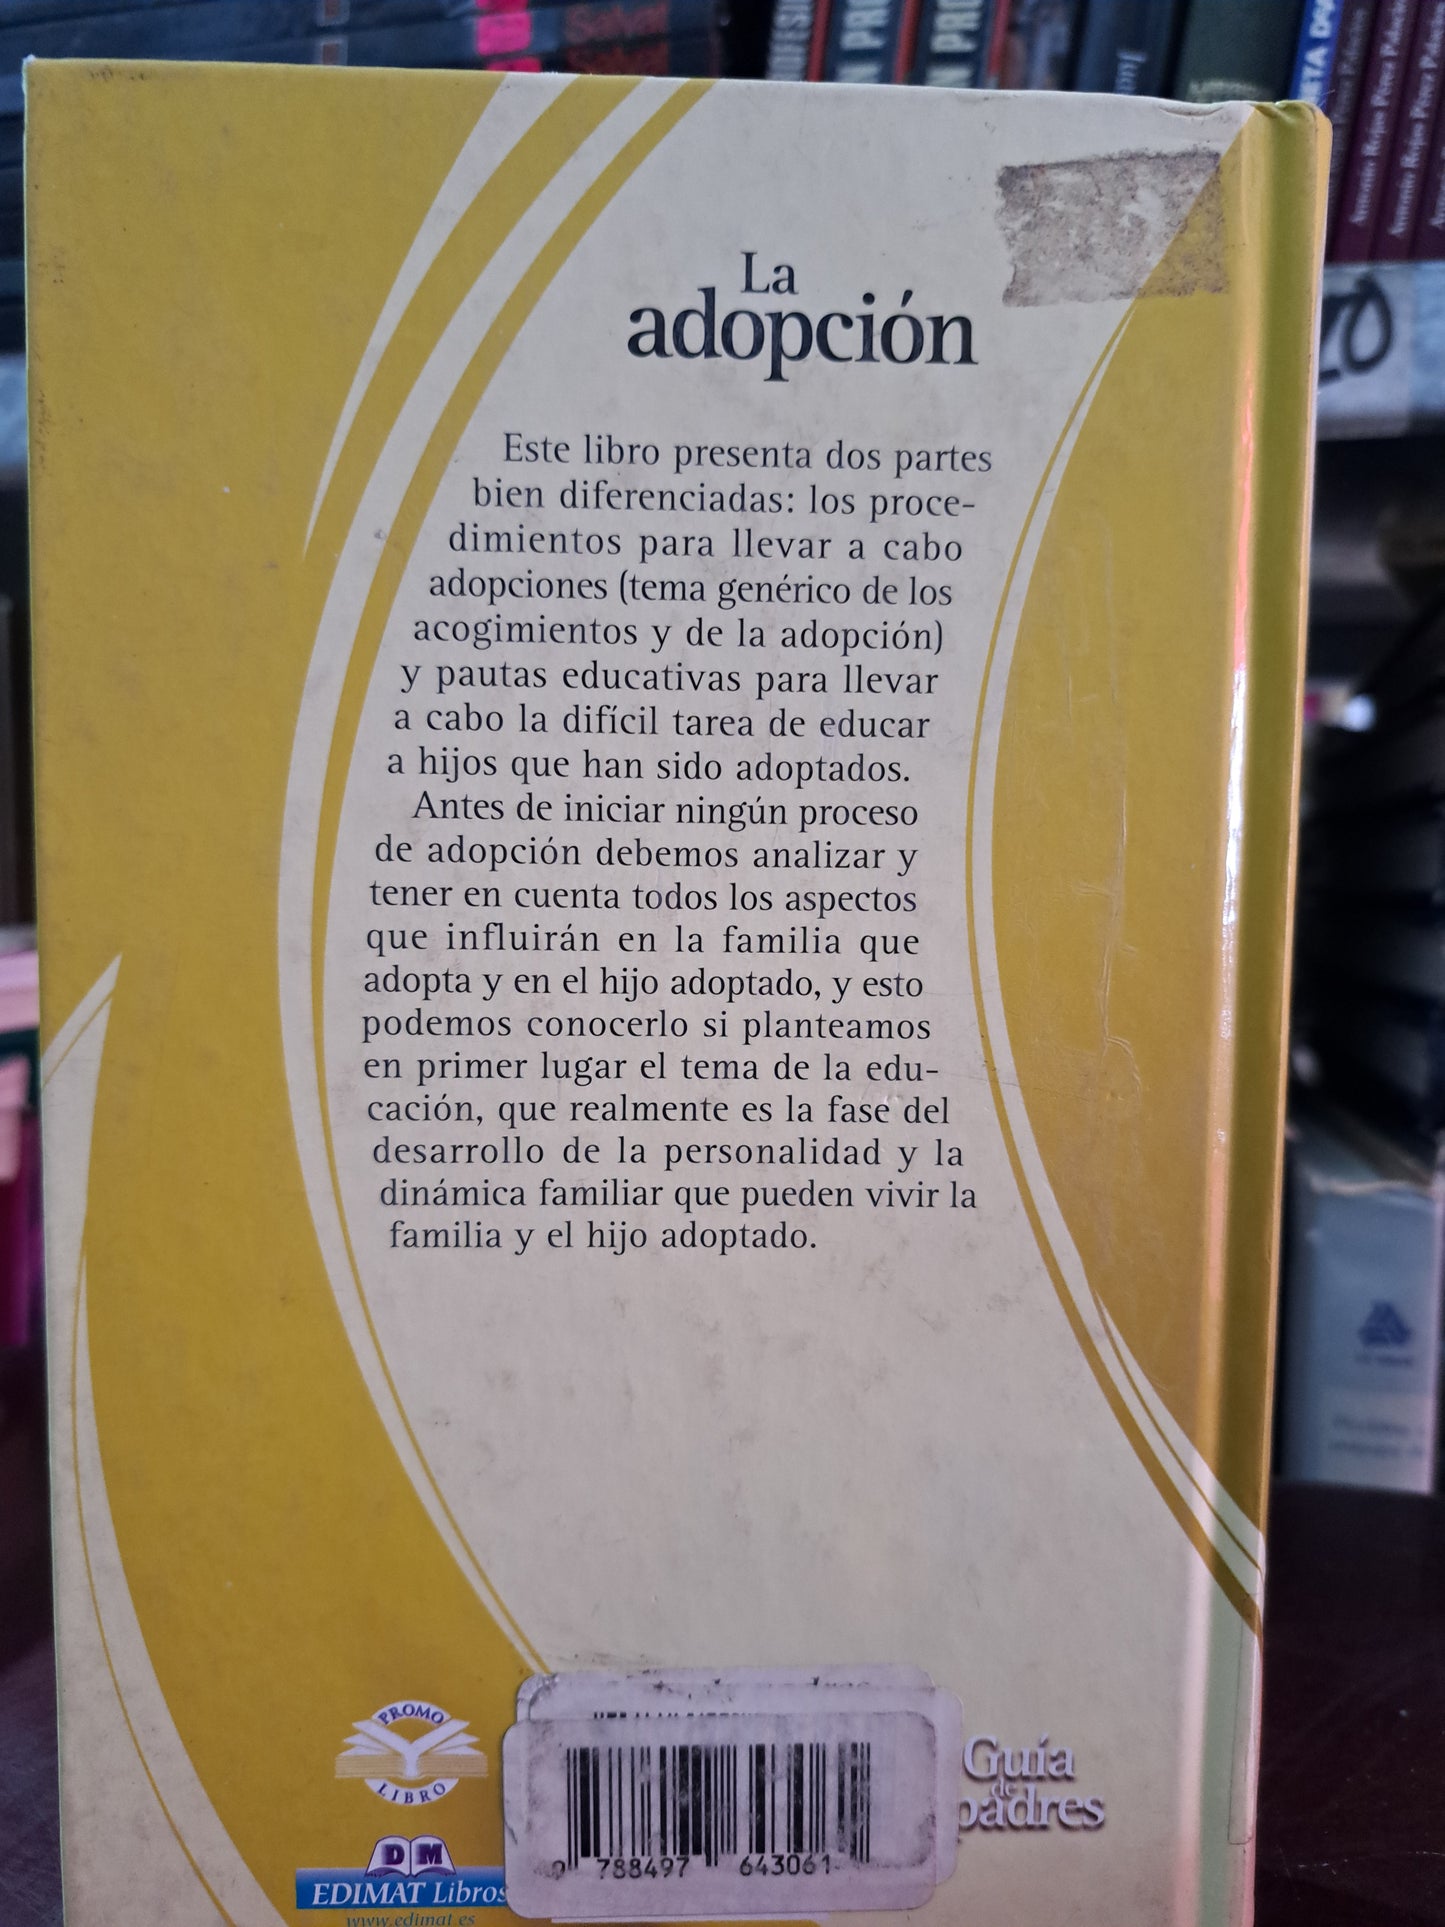 La
adopción
Este libro presenta dos partes
bien diferenciadas: los proce-
dimientos para llevar a cabo
adopciones (tema genérico de los
acogimientos y de la adopción)
y pautas educativas para llevar
a cabo la difícil tarea de educar
a hijos que han sido adoptados.
Antes de iniciar ningún proceso
de adopción debemos analizar y
tener en cuenta todos los aspectos
que influirán en la familia que
adopta y en el hijo adoptado, y esto
podemos conocerlo si planteamos
en primer lugar el tema de la edu-
cación, que realmente es la fase del
desarrollo de la personalidad y la
dinámica familiar que pueden vivir la
familia y el hijo adoptado.
PROMO
LIBRO
DM
EDIMAT Libros
www.edimat.es
9 788497 643061
Guía
de
padres
Antonio Rojas Pérez Palacios